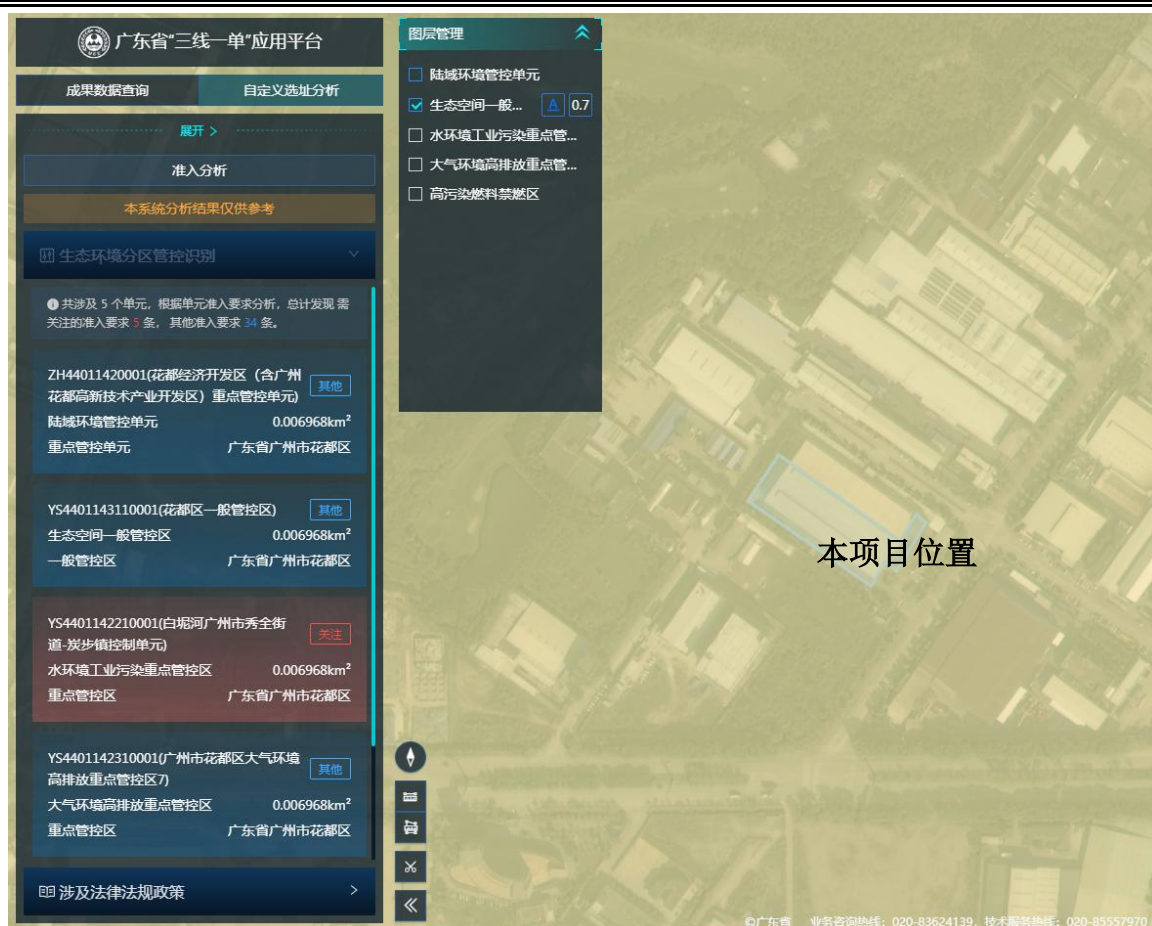 广东省“三线一单”应用平台
成果数据查询
自定义选址分析
展开 >
准入分析
本系统分析结果仅供参考
生态环境分区管控识别
共涉及 5 个单元，根据单元准入要求分析，总计发现 需
关注的准入要求 5 条，其他准入要求 34 条。
ZH44011420001(花都经济开发区（含广州
花都高新技术产业开发区）重点管控单元)
其他
陆域环境管控单元
0.006968km²
重点管控单元
广东省广州市花都区
YS4401143110001(花都区一般管控区)
其他
生态空间一般管控区
0.006968km²
一般管控区
广东省广州市花都区
YS4401142210001(白坭河广州市秀全街
道-炭步镇控制单元)
关注
水环境工业污染重点管控区
0.006968km²
重点管控区
广东省广州市花都区
YS4401142310001(广州市花都区大气环境
高排放重点管控区7)
其他
大气环境高排放重点管控区
0.006968km²
重点管控区
广东省广州市花都区
涉及法律法规政策
图层管理
陆域环境管控单元
生态空间一般...
A
0.7
水环境工业污染重点管...
大气环境高排放重点管...
高污染燃料禁燃区
本项目位置
©广东省
业务咨询热线：020-83624139，技术服务热线：020-85557970